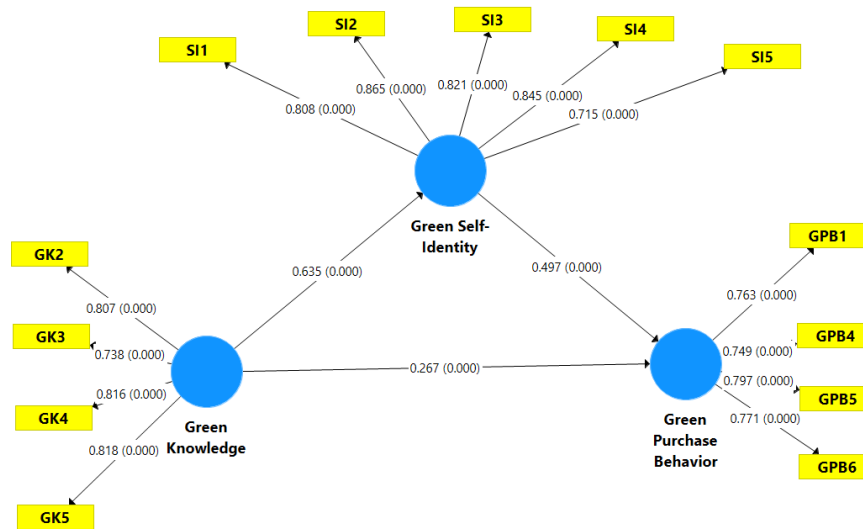 SI1
SI2
SI3
SI4
SI5
0.808 (0.000)
0.865 (0.000)
0.821 (0.000)
0.845 (0.000)
0.715 (0.000)
Green Self-
Identity
GK2
GK3
GK4
GK5
0.807 (0.000)
0.738 (0.000)
0.816 (0.000)
0.818 (0.000)
Green
Knowledge
0.635 (0.000)
0.497 (0.000)
0.267 (0.000)
GPB1
GPB4
GPB5
GPB6
0.763 (0.000)
0.749 (0.000)
0.797 (0.000)
0.771 (0.000)
Green
Purchase
Behavior